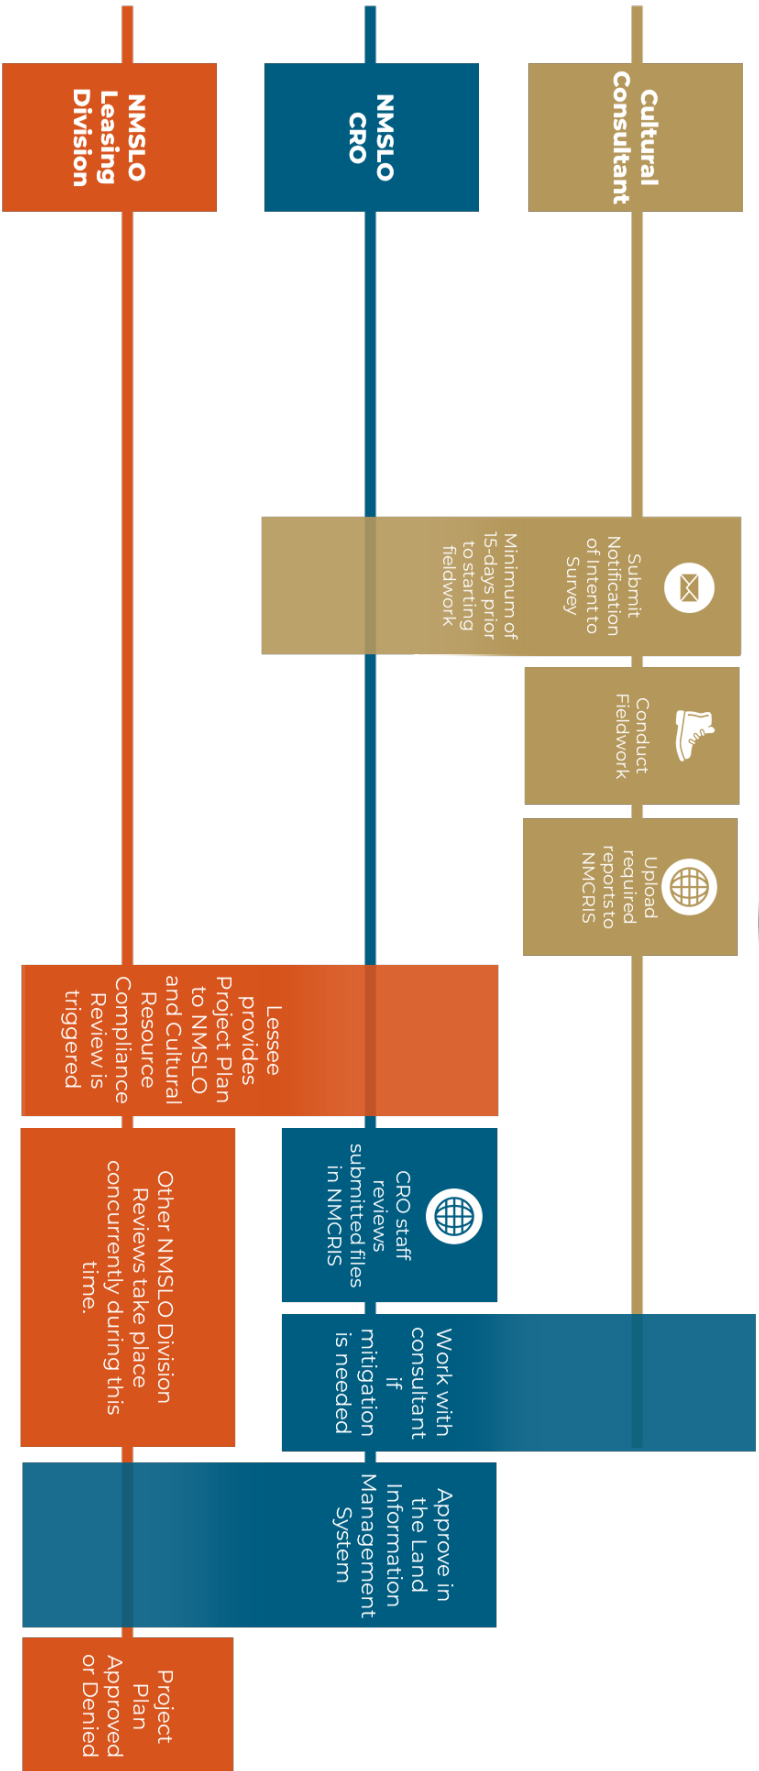 Cultural
Consultant
NMSLO
CRO
NMSLO
Leasing
Division
Submit
Notification
of Intent to
Survey
Minimum of
15-days prior
to starting
fieldwork
Conduct
Fieldwork
Upload
required
reports to
NMCRIS
Lessee
provides
Project Plan
to NMSLO
and Cultural
Resource
Compliance
Review is
triggered
CRO staff
reviews
submitted files
in NMCRIS
Other NMSLO Division
Reviews take place
concurrently during this
time.
Work with
consultant
if
mitigation
is needed
Approve in
the Land
Information
Management
System
Project
Plan
Approved
or Denied